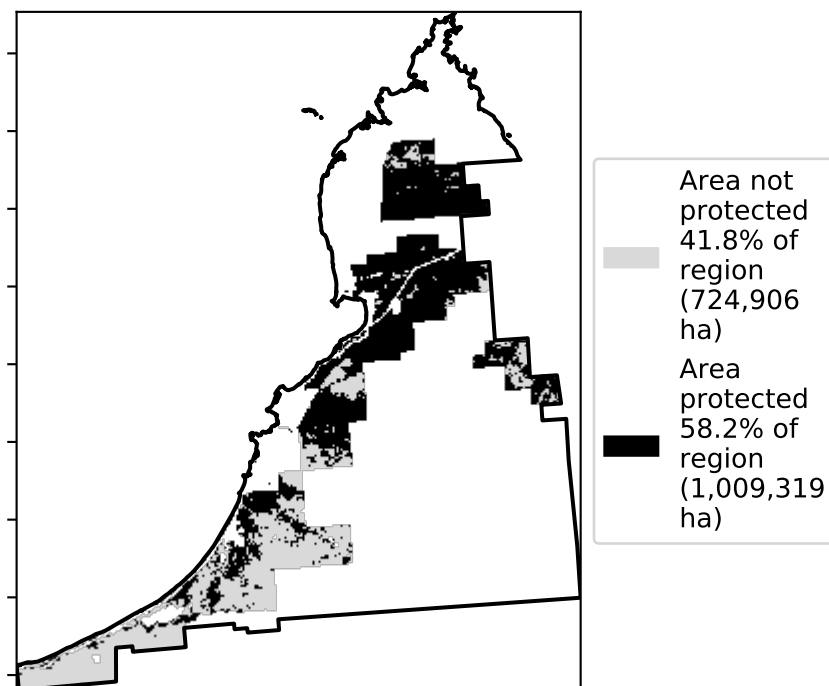 Area not
protected
41.8% of
region
(724,906
ha)
Area
protected
58.2% of
region
(1,009,319
ha)